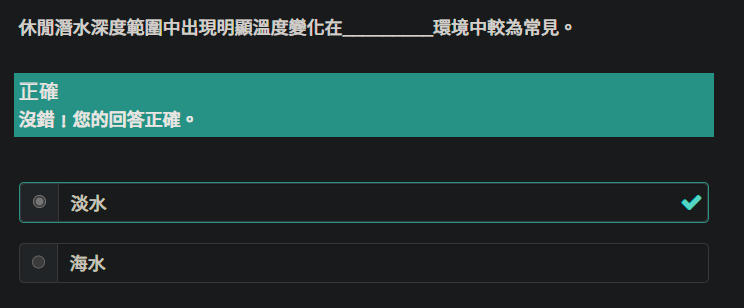 休閒潛水深度範圍中出現明顯溫度變化在__________環境中較為常見。
正確
沒錯！您的回答正確。
淡水
海水